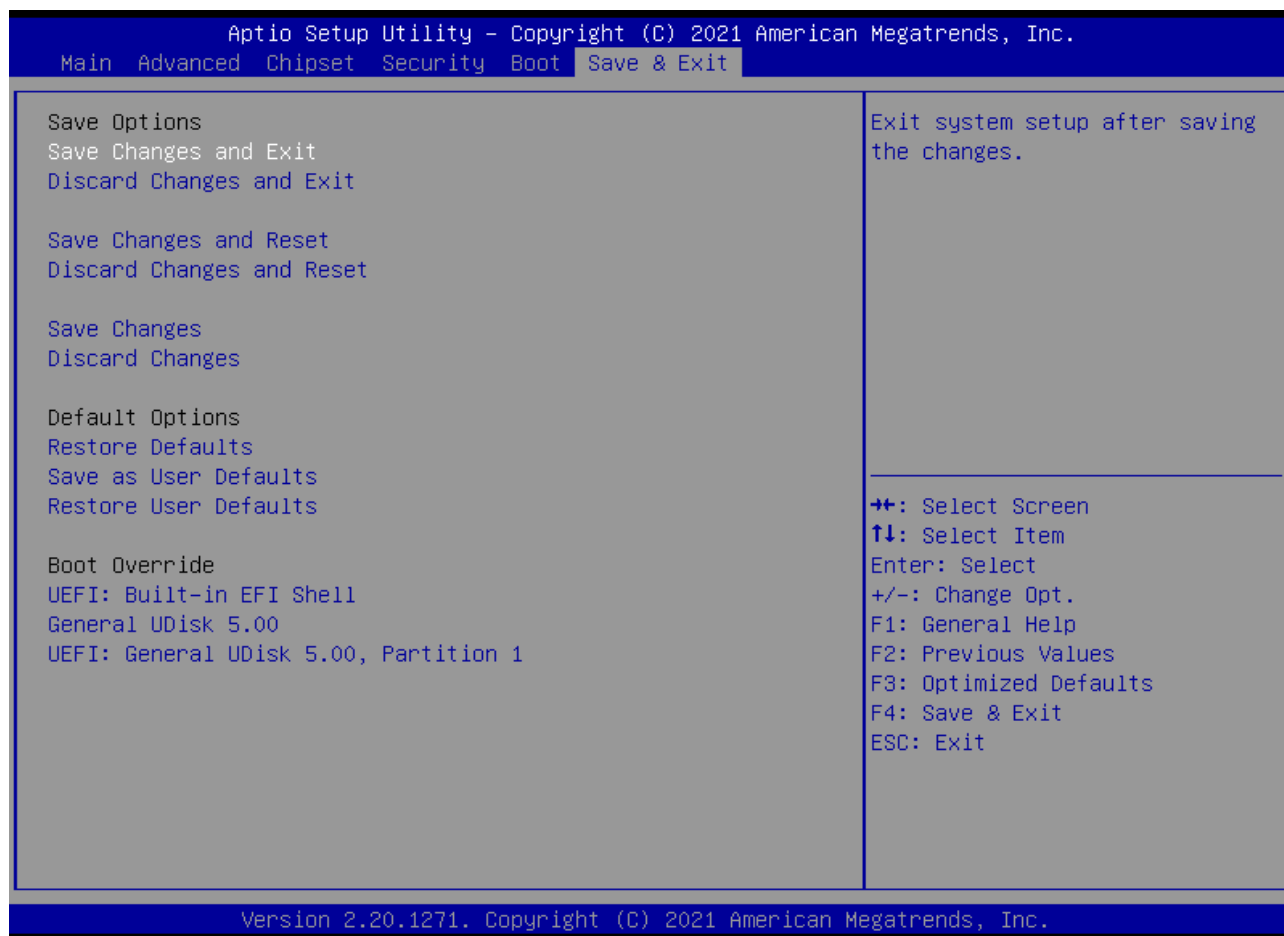 Aptio Setup Utility – Copyright (C) 2021 American Megatrends, Inc.
Main Advanced Chipset Security Boot Save & Exit
Save Options
Save Changes and Exit
Discard Changes and Exit
Save Changes and Reset
Discard Changes and Reset
Save Changes
Discard Changes
Default Options
Restore Defaults
Save as User Defaults
Restore User Defaults
Boot Override
UEFI: Built-in EFI Shell
General UDisk 5.00
UEFI: General UDisk 5.00, Partition 1
Exit system setup after saving
the changes.
→←: Select Screen
↑↓: Select Item
Enter: Select
+/-: Change Opt.
F1: General Help
F2: Previous Values
F3: Optimized Defaults
F4: Save & Exit
ESC: Exit
Version 2.20.1271. Copyright (C) 2021 American Megatrends, Inc.